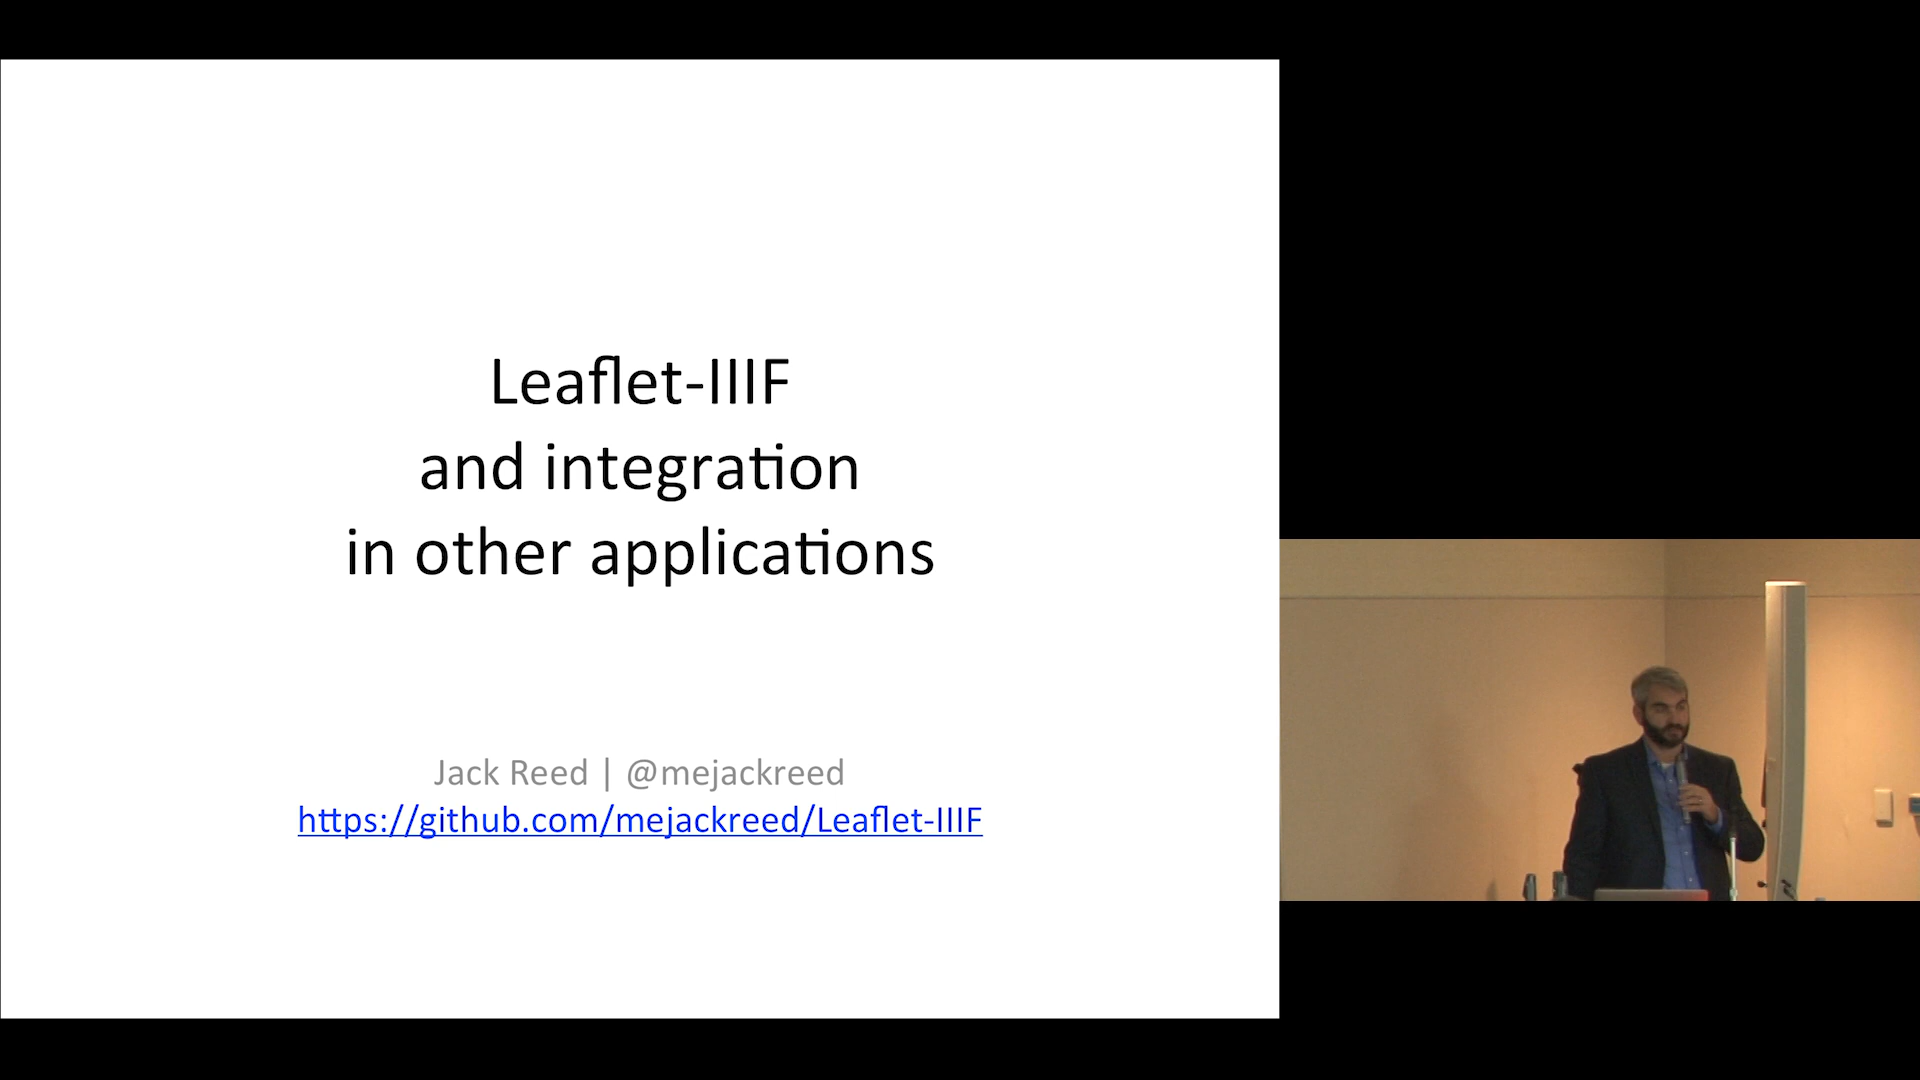 Leaflet-IIIF
and integration
in other applications
Jack Reed | @mejackreed
https://github.com/mejackreed/Leaflet-IIIF